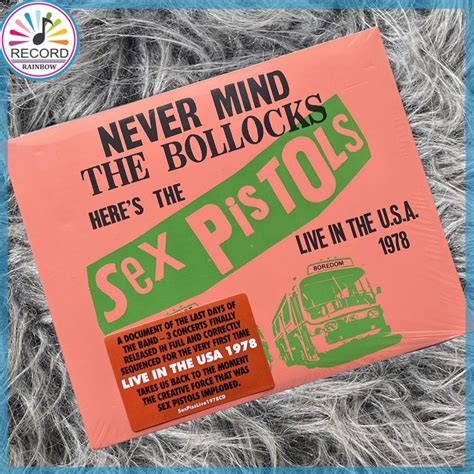 RECORD
RAINBOW
NEVER MIND
THE BOLLOCKS
HERE'S THE
Sex PisTOLs
LIVE IN THE U.S.A.
1978
BOREDOM
A DOCUMENT OF THE LAST DAYS OF
THE BAND – 3 CONCERTS FINALLY
RELEASED IN FULL AND CORRECTLY
SEQUENCED FOR THE VERY FIRST TIME
LIVE IN THE USA 1978
TAKES US BACK TO THE MOMENT
THE CREATIVE FORCE THAT WAS
SEX PISTOLS IMPLODED.
SexPissLive1978CD